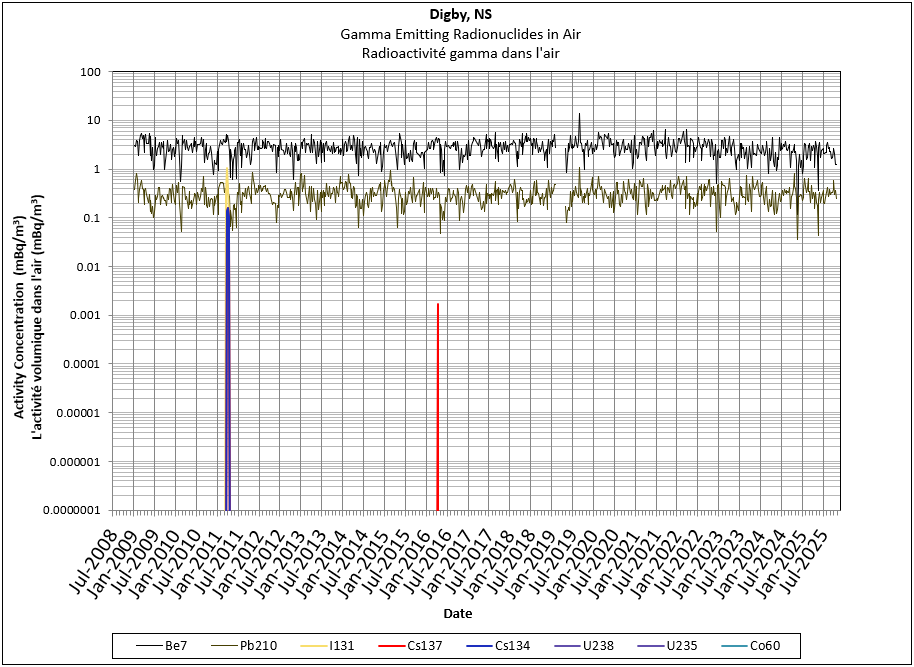 Digby, NS
Gamma Emitting Radionuclides in Air
Radioactivité gamma dans l'air
Activity Concentration (mBq/m³)
L'activité volumique dans l'air (mBq/m³)
100
10
1
0.1
0.01
0.001
0.0001
0.00001
0.000001
0.0000001
Jul-2008
Jan-2009
Jul-2009
Jan-2010
Jul-2010
Jan-2011
Jul-2011
Jan-2012
Jul-2012
Jan-2013
Jul-2013
Jan-2014
Jul-2014
Jan-2015
Jul-2015
Jan-2016
Jul-2016
Jan-2017
Jul-2017
Jan-2018
Jul-2018
Jan-2019
Jul-2019
Jan-2020
Jul-2020
Jan-2021
Jul-2021
Jan-2022
Jul-2022
Jan-2023
Jul-2023
Jan-2024
Jul-2024
Jan-2025
Jul-2025
Date
Be7 Pb210 I131 Cs137 Cs134 U238 U235 Co60